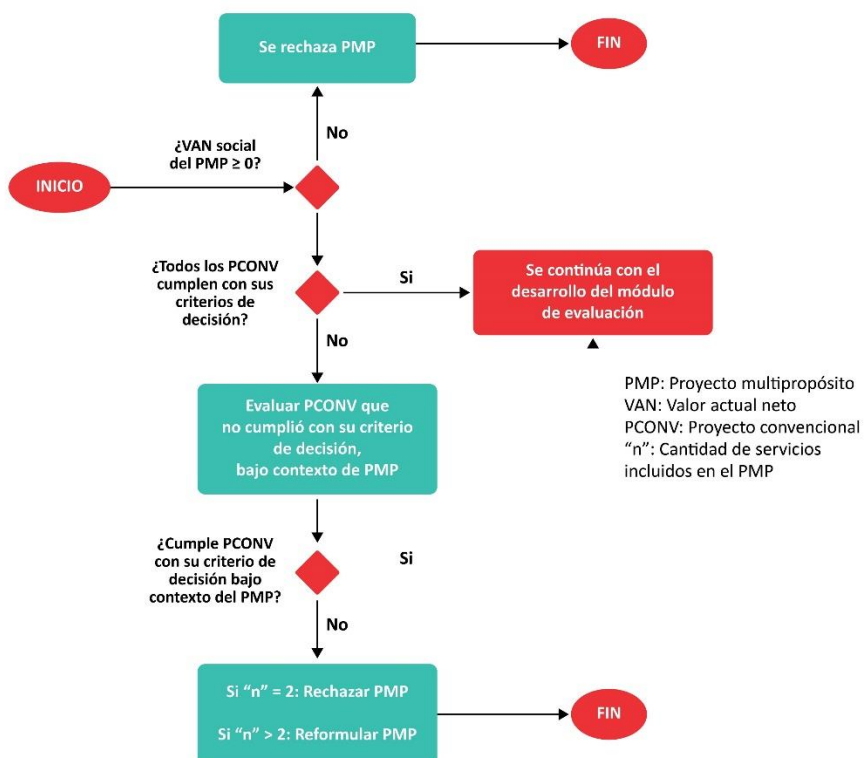 Se rechaza PMP
FIN
No
¿VAN social
del PMP ≥ 0?
INICIO
¿Todos los PCONV
cumplen con sus
criterios de
decisión?
Si
Se continúa con el
desarrollo del módulo
de evaluación
No
PMP: Proyecto multipropósito
VAN: Valor actual neto
PCONV: Proyecto convencional
“n”: Cantidad de servicios
incluidos en el PMP
Evaluar PCONV que
no cumplió con su criterio
de decisión,
bajo contexto de PMP
¿Cumple PCONV
con su criterio de
decisión bajo
contexto del PMP?
Si
No
Si “n” = 2: Rechazar PMP
Si “n” > 2: Reformular PMP
FIN